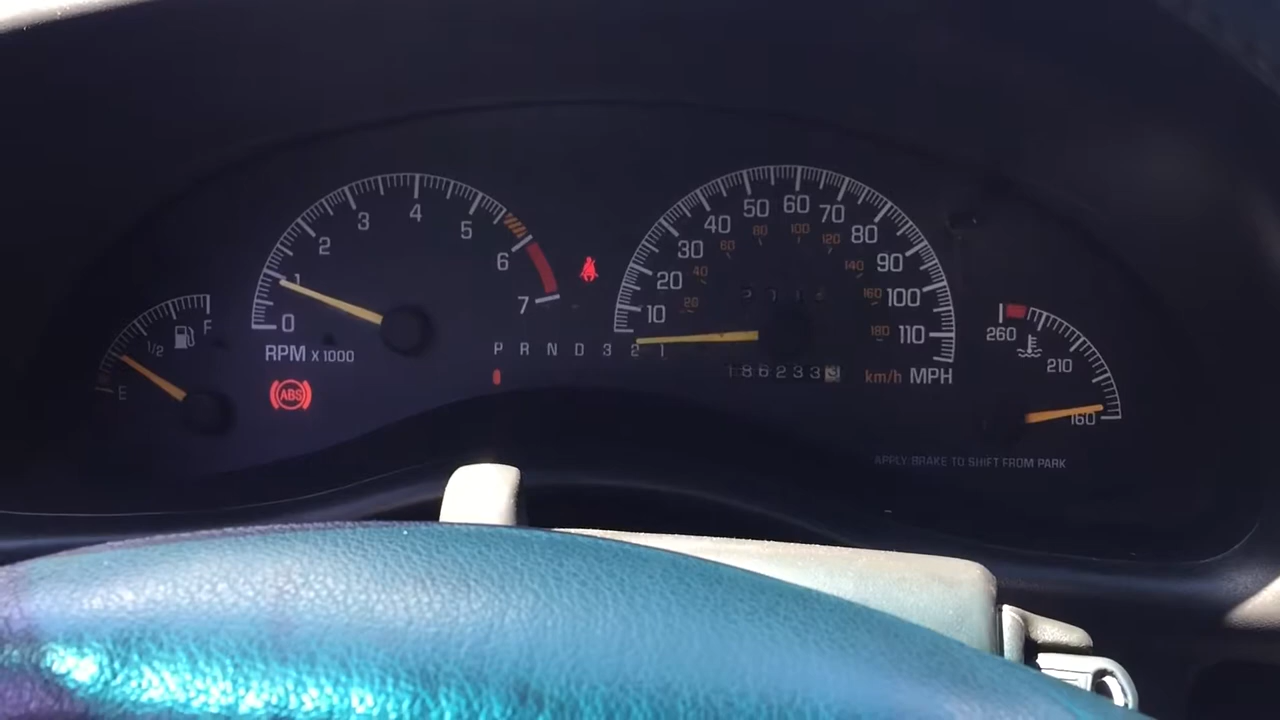 0 1 2 3 4 5 6 7
RPM X 1000
E 1/2 F
ABS
P R N D 3 2 1
10 20 30 40 50 60 70 80 90 100 110
20 40 60 80 100 120 140 160 180
1862333
km/h MPH
260 210 160
APPLY BRAKE TO SHIFT FROM PARK